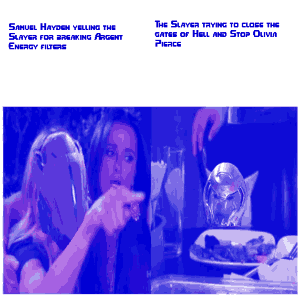 Samuel Hayden yelling the
Slayer for breaking Argent
Energy filters
The Slayer trying to close the
gates of Hell and Stop Olivia
Pierce